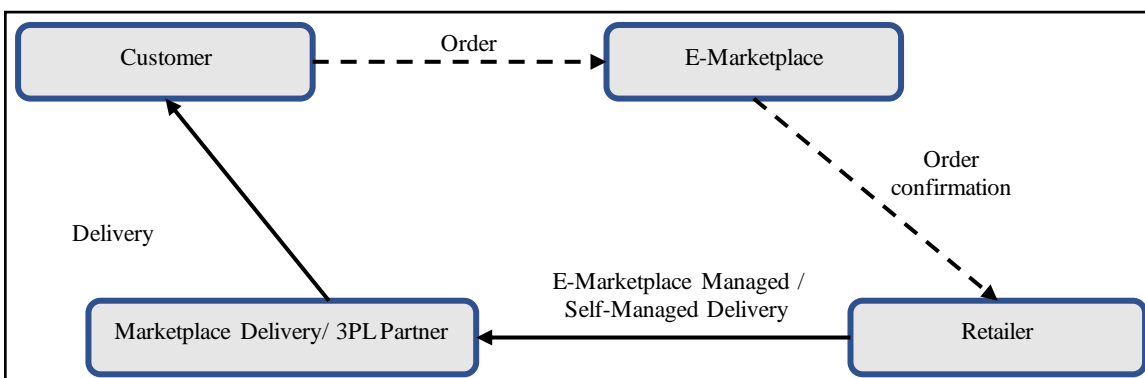 Customer
Order
E-Marketplace
Order
confirmation
Delivery
E-Marketplace Managed /
Self-Managed Delivery
Marketplace Delivery/ 3PL Partner
Retailer